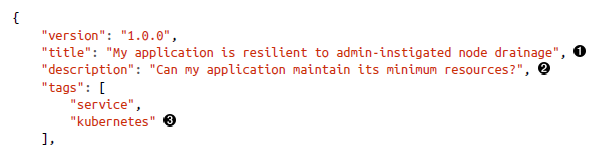 {
    "version": "1.0.0",
    "title": "My application is resilient to admin-instigated node drainage", ❶
    "description": "Can my application maintain its minimum resources?", ❷
    "tags": [
        "service",
        "kubernetes" ❸
    ],